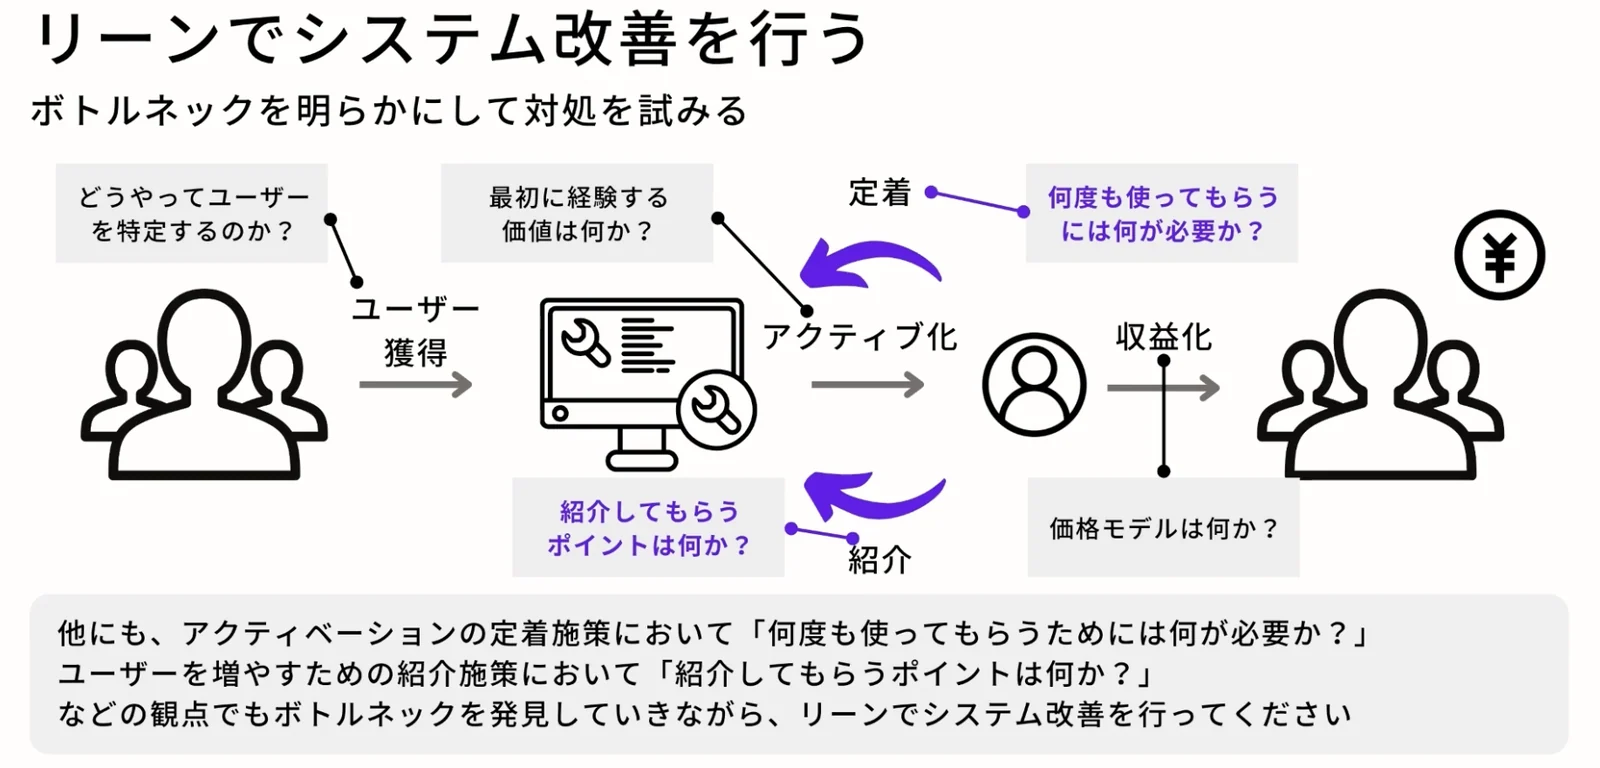 リーンでシステム改善を行う
ボトルネックを明らかにして対処を試みる
どうやってユーザー
を特定するのか？
最初に経験する
価値は何か？
定着
何度も使ってもらう
には何が必要か？
¥
ユーザー
獲得
アクティブ化
収益化
紹介してもらう
ポイントは何か？
紹介
価格モデルは何か？
他にも、アクティベーションの定着施策において「何度も使ってもらうためには何が必要か？」
ユーザーを増やすための紹介施策において「紹介してもらうポイントは何か？」
などの観点でもボトルネックを発見していきながら、リーンでシステム改善を行ってください